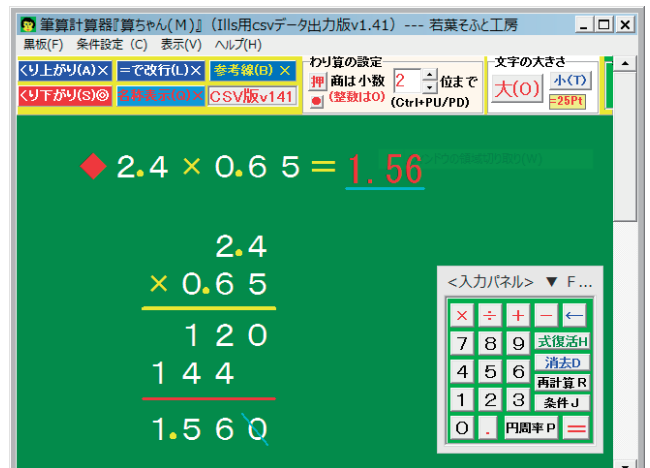 筆算計算器『算ちゃん(M)』(Ills用csvデータ出力版v1.41) --- 若葉そふと工房
黒板(F) 条件設定 (C) 表示(V) ヘルプ(H)
くり上がり(A)× =で改行(L)× 参考線(B) ×
くり下がり(S)◎ 名符表示(G)× CSV版v141
わり算の設定
押 商は小数 2 位まで
(整数は0) (Ctrl+PU/PD)
文字の大きさ
大(O) 小(T)
=25Pt
◆ 2.4 × 0.65 = 1.56
2.4
× 0.65
120
144
1.560
<入力パネル> ▼ F...
× ÷ + − ←
7 8 9 式復活H
4 5 6 消去D
再計算R
1 2 3 条件J
0 . 円周率P =